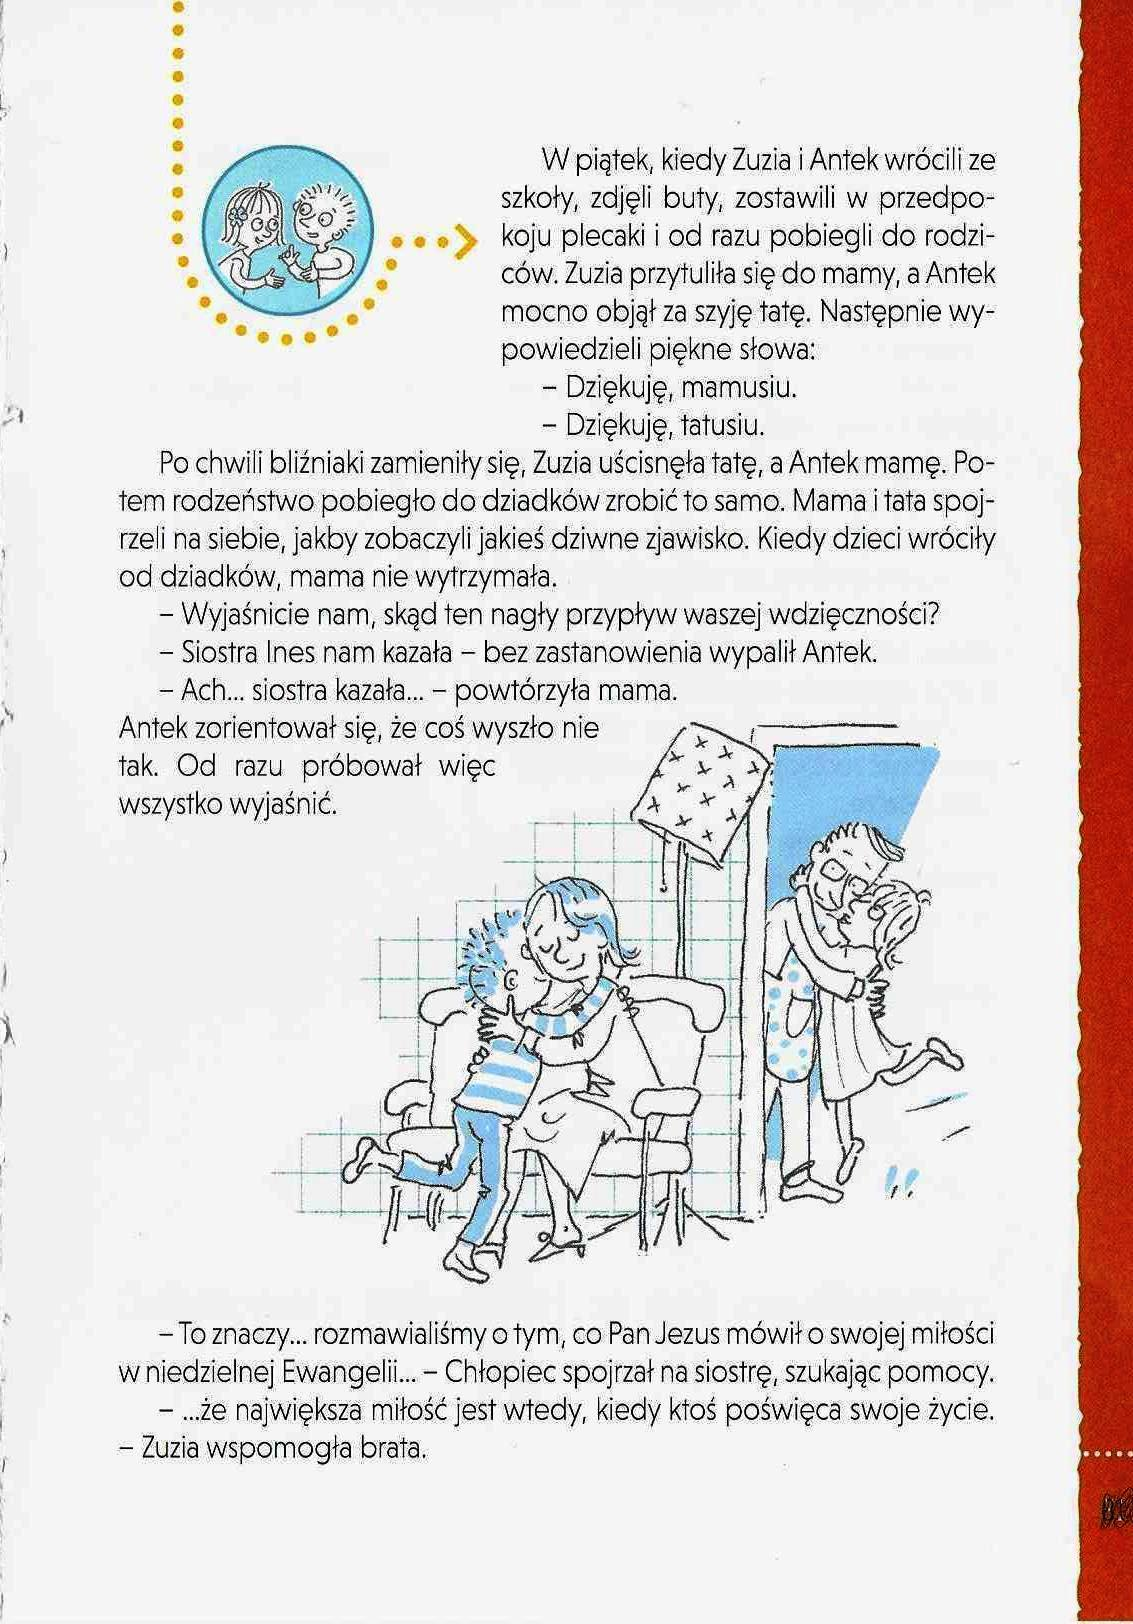 W piątek, kiedy Zuzia i Antek wrócili ze
szkoły, zdjęli buty, zostawili w przedpo-
koju plecaki i od razu pobiegli do rodzi-
ców. Zuzia przytuliła się do mamy, a Antek
mocno objął za szyję tatę. Następnie wy-
powiedzieli piękne słowa:
– Dziękuję, mamusiu.
– Dziękuję, tatusiu.
Po chwili bliźniaki zamieniły się, Zuzia uścisnęła tatę, a Antek mamę. Po-
tem rodzeństwo pobiegło do dziadków zrobić to samo. Mama i tata spoj-
rzeli na siebie, jakby zobaczyli jakieś dziwne zjawisko. Kiedy dzieci wróciły
od dziadków, mama nie wytrzymała.
– Wyjaśnicie nam, skąd ten nagły przypływ waszej wdzięczności?
– Siostra Ines nam kazała – bez zastanowienia wypalił Antek.
– Ach... siostra kazała... – powtórzyła mama.
Antek zorientował się, że coś wyszło nie
tak. Od razu próbował więc
wszystko wyjaśnić.
– To znaczy... rozmawialiśmy o tym, co Pan Jezus mówił o swojej miłości
w niedzielnej Ewangelii... – Chłopiec spojrzał na siostrę, szukając pomocy.
– ...że największa miłość jest wtedy, kiedy ktoś poświęca swoje życie.
– Zuzia wspomogła brata.